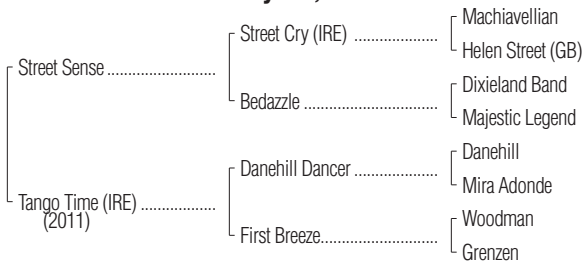 Machiavellian
Street Cry (IRE) ..................
Helen Street (GB)
Street Sense ........................
Dixieland Band
Bedazzle .............................
Majestic Legend
Danehill
Danehill Dancer ..................
Mira Adonde
Tango Time (IRE) ................
(2011)
Woodman
First Breeze.........................
Grenzen